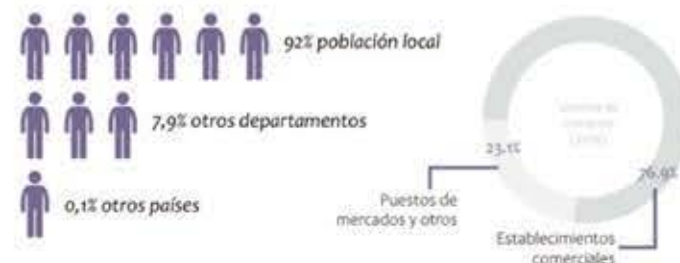 92% población local
7,9% otros departamentos
0,1% otros países
23.1%
76.9%
Puestos de
mercados y otros
Establecimientos
comerciales